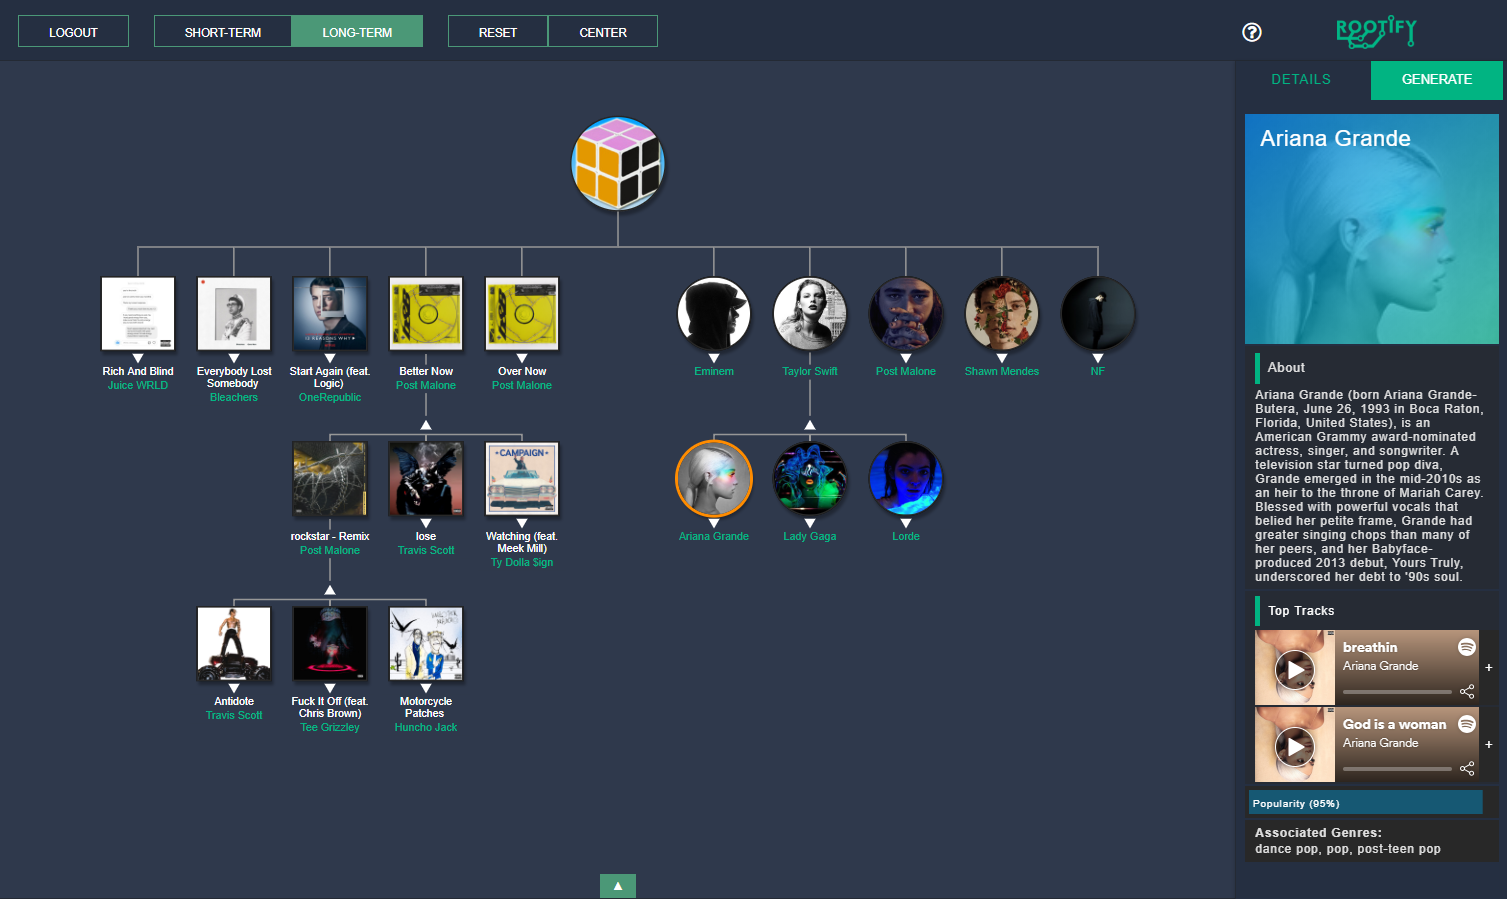 LOGOUT
SHORT-TERM
LONG-TERM
RESET
CENTER
ROOTIFY
DETAILS
GENERATE
Ariana Grande
Rich And Blind
Juice WRLD
Everybody Lost
Somebody
Bleachers
Start Again (feat.
Logic)
OneRepublic
Better Now
Post Malone
Over Now
Post Malone
Eminem
Taylor Swift
Post Malone
Shawn Mendes
NF
CAMPAIGN
rockstar - Remix
Post Malone
lose
Travis Scott
Watching (feat.
Meek Mill)
Ty Dolla $ign
Ariana Grande
Lady Gaga
Lorde
Antidote
Travis Scott
Fuck It Off (feat.
Chris Brown)
Tee Grizzley
Motorcycle
Patches
Huncho Jack
About
Ariana Grande (born Ariana Grande-
Butera, June 26, 1993 in Boca Raton,
Florida, United States), is an
American Grammy award-nominated
actress, singer, and songwriter. A
television star turned pop diva,
Grande emerged in the mid-2010s as
an heir to the throne of Mariah Carey.
Blessed with powerful vocals that
belied her petite frame, Grande had
greater singing chops than many of
her peers, and her Babyface-
produced 2013 debut, Yours Truly,
underscored her debt to '90s soul.
Top Tracks
breathin
Ariana Grande
+
God is a woman
Ariana Grande
+
Popularity (95%)
Associated Genres:
dance pop, pop, post-teen pop